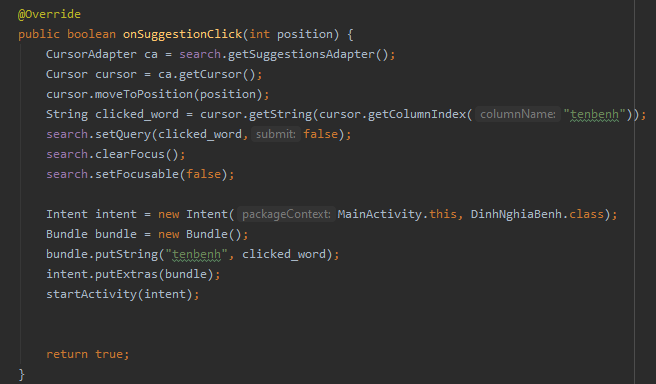 @Override
public boolean onSuggestionClick(int position) {
CursorAdapter ca = search.getSuggestionsAdapter();
Cursor cursor = ca.getCursor();
cursor.moveToPosition(position);
String clicked_word = cursor.getString(cursor.getColumnIndex( columnName: "tenbenh"));
search.setQuery(clicked_word, submit: false);
search.clearFocus();
search.setFocusable(false);
Intent intent = new Intent( packageContext: MainActivity.this, DinhNghiaBenh.class);
Bundle bundle = new Bundle();
bundle.putString("tenbenh", clicked_word);
intent.putExtras(bundle);
startActivity(intent);
return true;
}